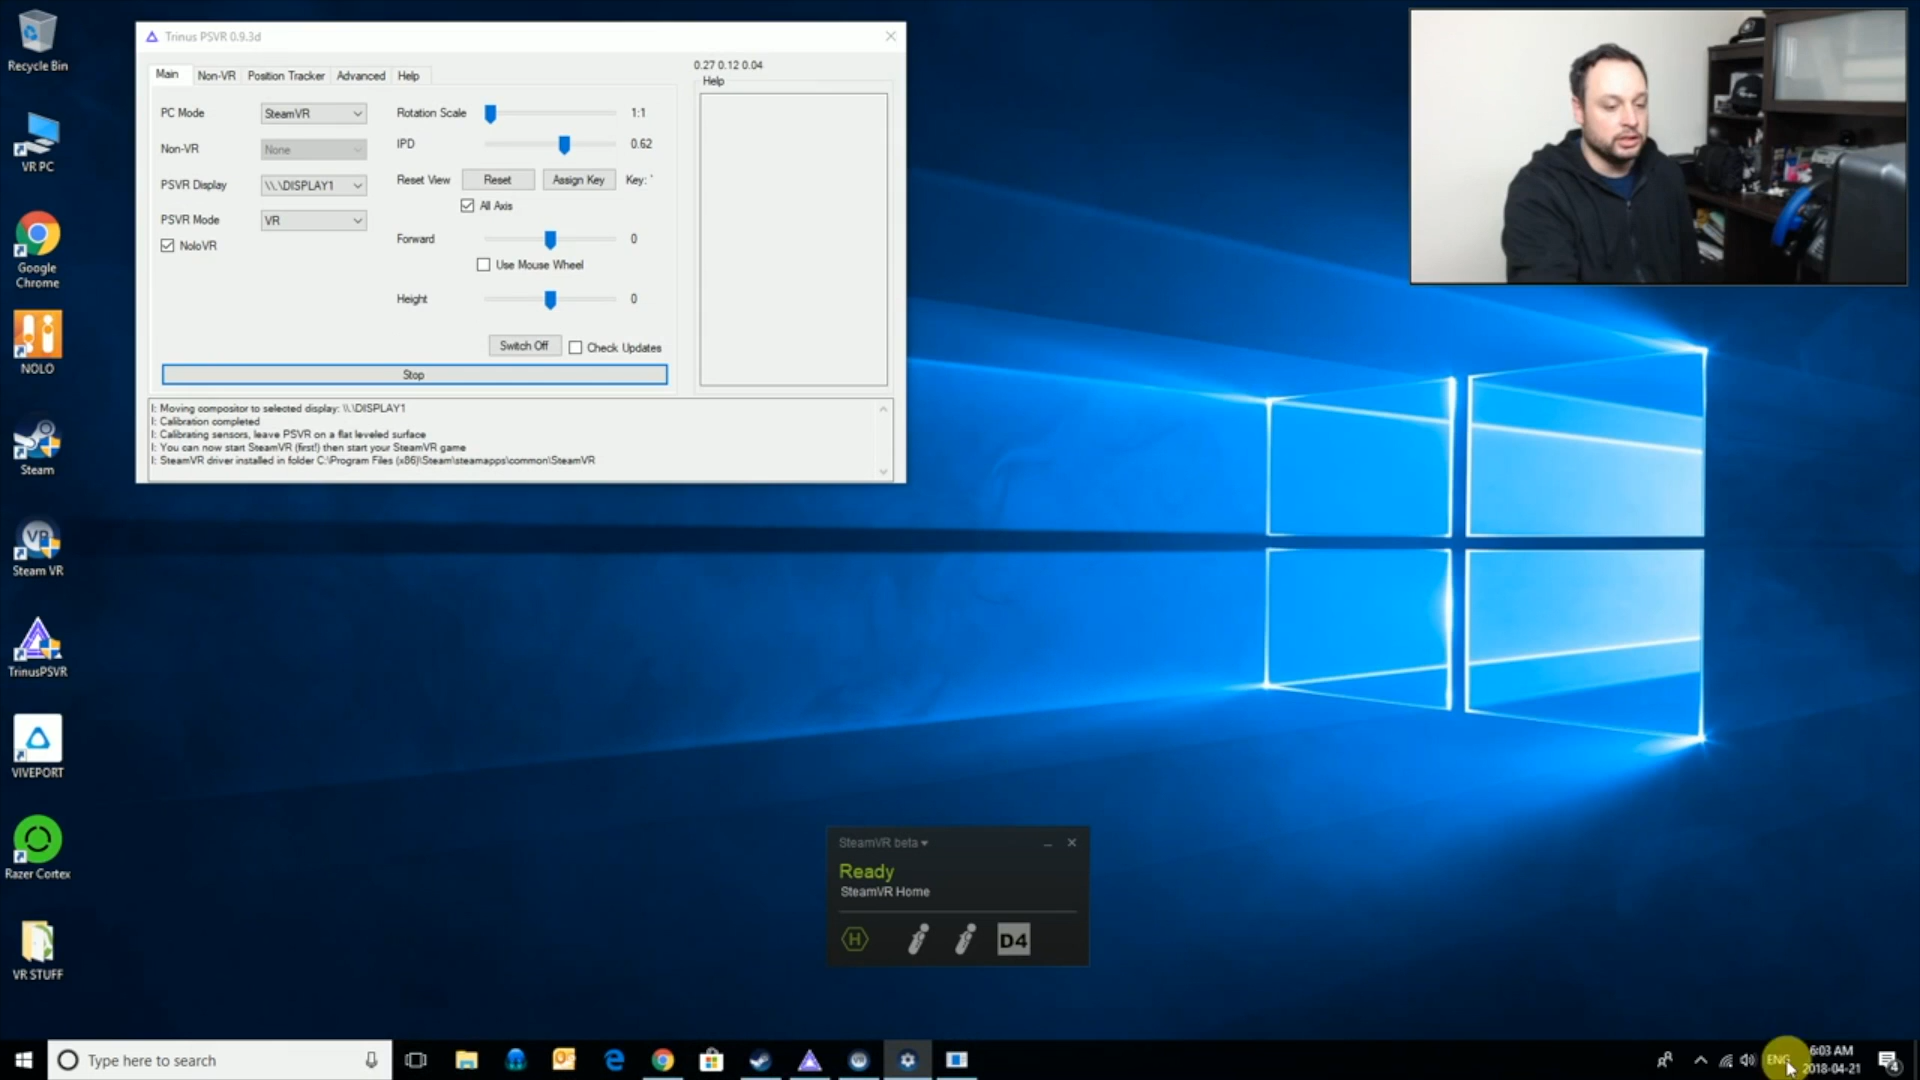 Recycle Bin
VR PC
Google
Chrome
NOLO
Steam
Steam VR
TrinusPSVR
VIVEPORT
Razer Cortex
VR STUFF
Trinus PSVR 0.9.3d
Main Non-VR Position Tracker Advanced Help
PC Mode SteamVR
Non-VR None
PSVR Display \\.\DISPLAY1
PSVR Mode VR
NoloVR
Rotation Scale 1:1
IPD 0.62
Reset View Reset Assign Key Key: `
All Axis
Forward 0
Use Mouse Wheel
Height 0
Switch Off Check Updates
Stop
0.27 0.12 0.04
Help
I: Moving compositor to selected display: \\.\DISPLAY1
I: Calibration completed
I: Calibrating sensors, leave PSVR on a flat leveled surface
I: You can now start SteamVR (first!) then start your SteamVR game
I: SteamVR driver installed in folder C:\Program Files (x86)\Steam\steamapps\common\SteamVR
SteamVR beta
Ready
SteamVR Home
H D4
Type here to search
ENG
6:03 AM
2018-04-21
4